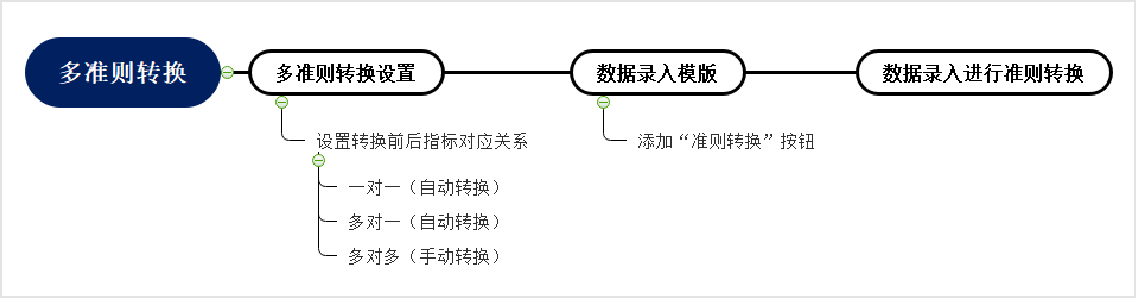 多准则转换
多准则转换设置
数据录入模版
数据录入进行准则转换
设置转换前后指标对应关系
添加“准则转换”按钮
一对一（自动转换）
多对一（自动转换）
多对多（手动转换）